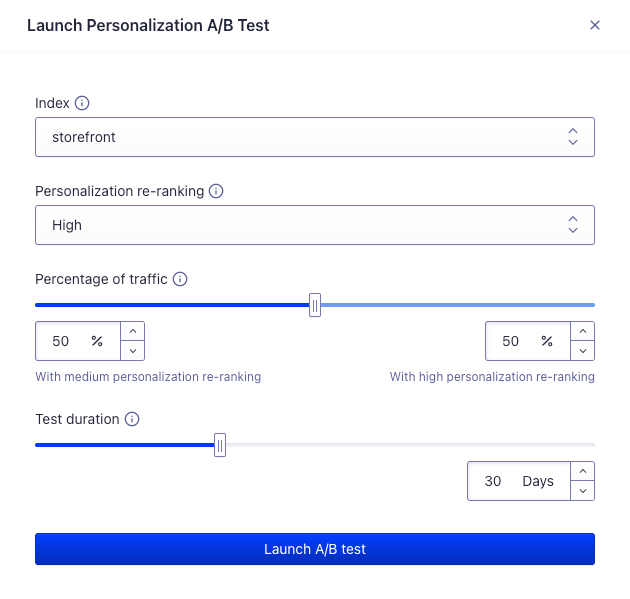 Launch Personalization A/B Test
Index
storefront
Personalization re-ranking
High
Percentage of traffic
50 % 50 %
With medium personalization re-ranking With high personalization re-ranking
Test duration
30 Days
Launch A/B test